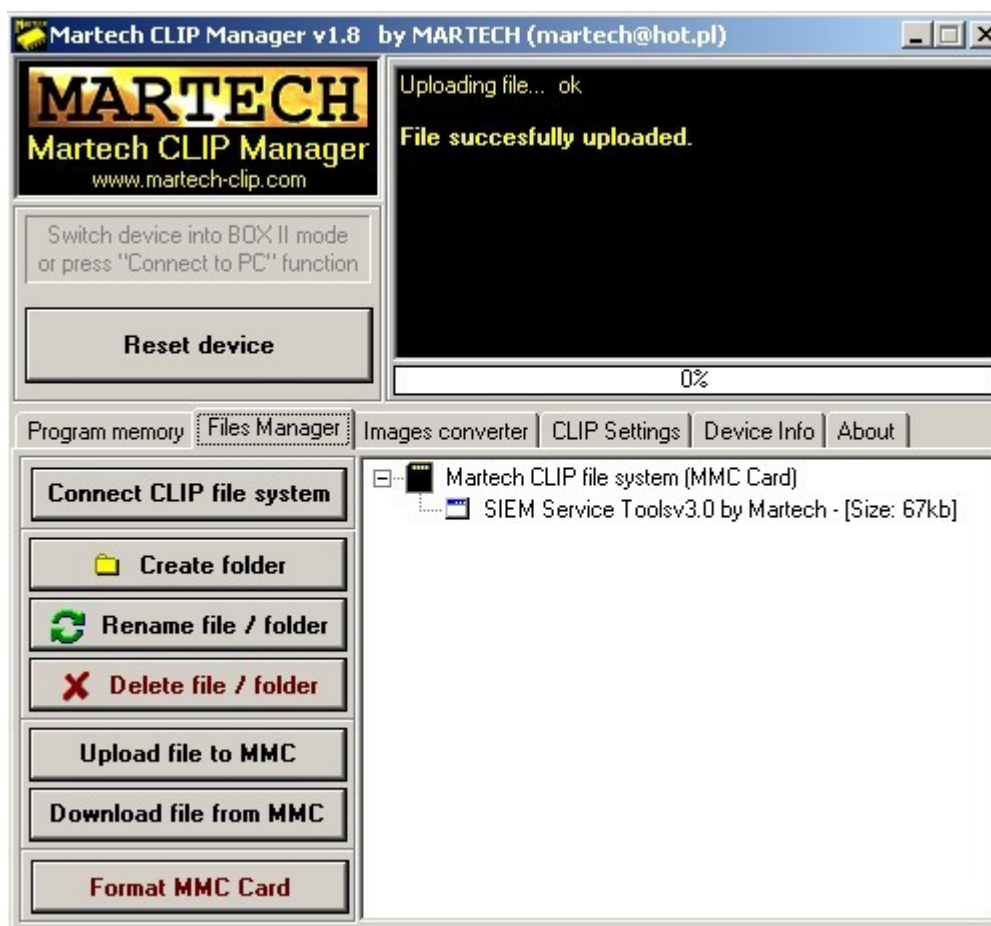 Martech CLIP Manager v1.8 by MARTECH (martech@hot.pl)
MARTECH
Martech CLIP Manager
www.martech-clip.com
Uploading file... ok
File succesfully uploaded.
Switch device into BOX II mode
or press "Connect to PC" function
Reset device
0%
Program memory Files Manager Images converter CLIP Settings Device Info About
Connect CLIP file system
Create folder
Rename file / folder
Delete file / folder
Upload file to MMC
Download file from MMC
Format MMC Card
Martech CLIP file system (MMC Card)
SIEM Service Toolsv3.0 by Martech - [Size: 67kb]